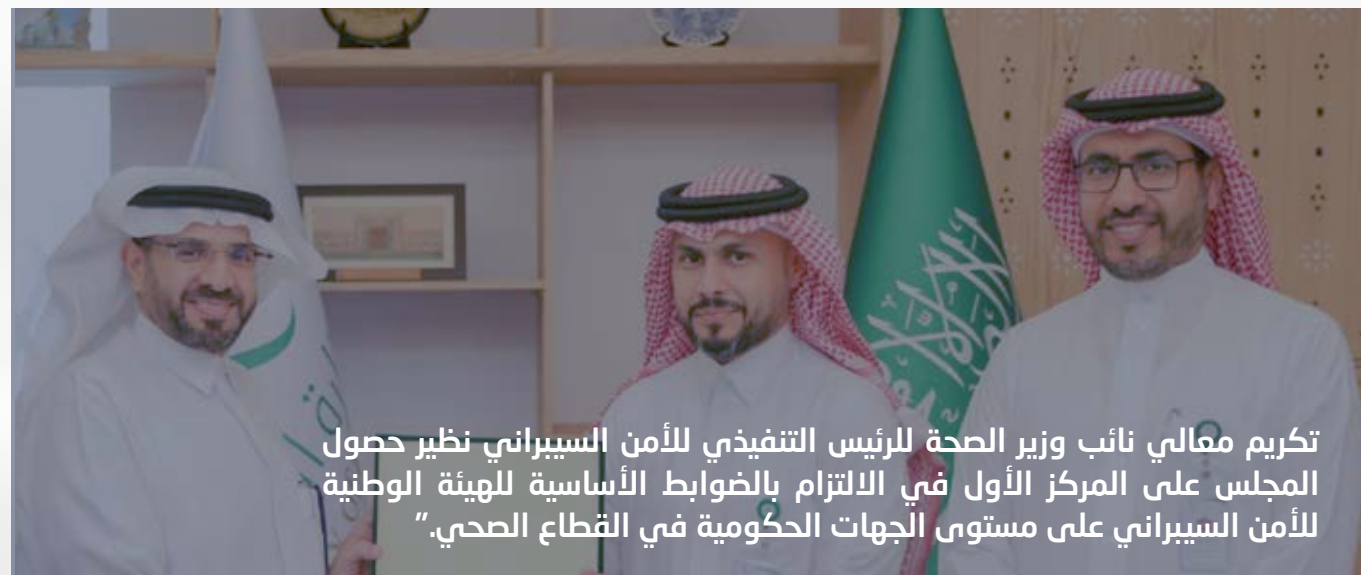 تكريم معالي نائب وزير الصحة للرئيس التنفيذي للأمن السيبراني نظير حصول
المجلس على المركز الأول في الالتزام بالضوابط الأساسية للهيئة الوطنية
للأمن السيبراني على مستوى الجهات الحكومية في القطاع الصحي."